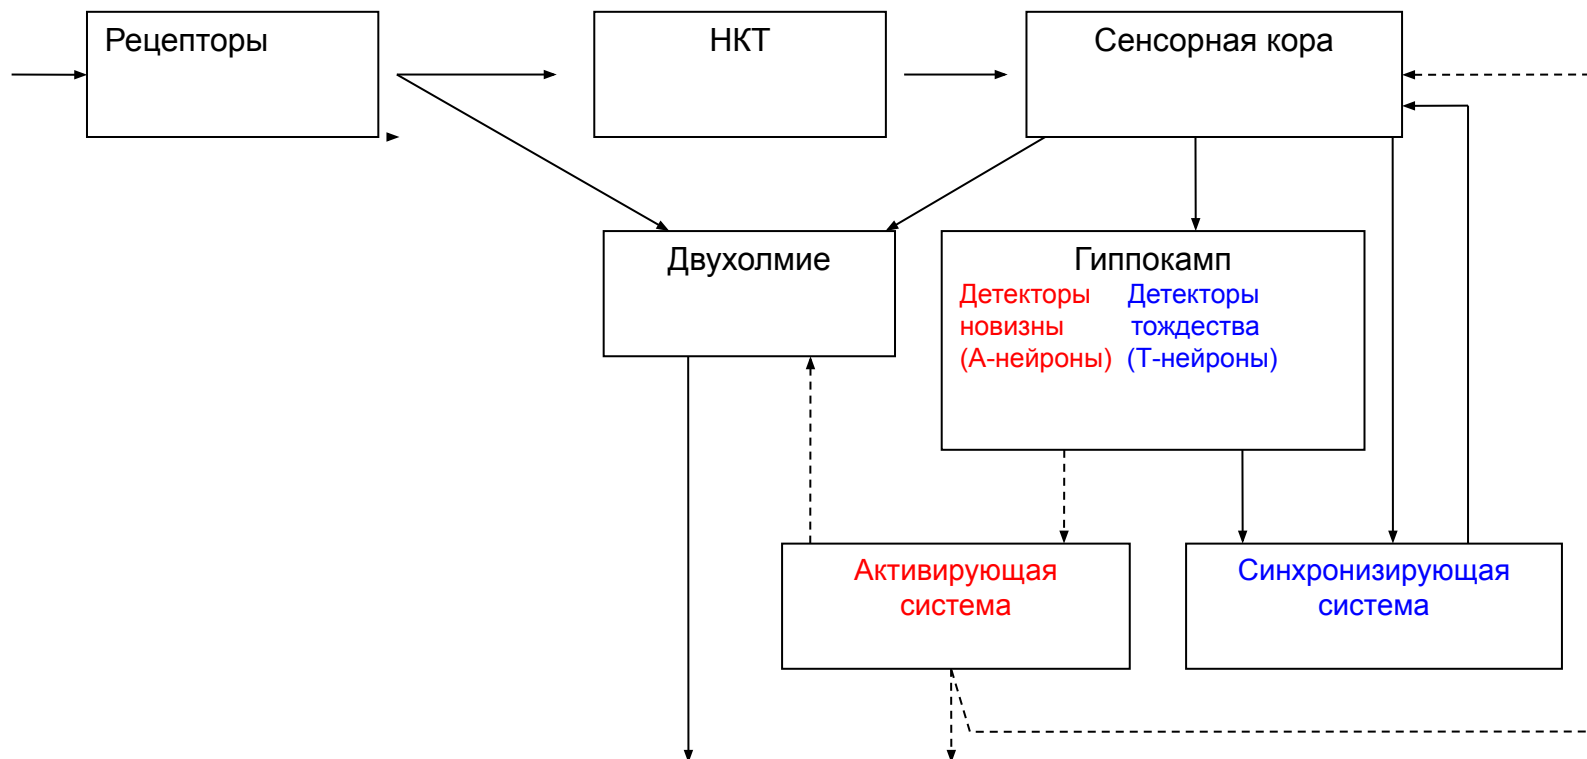 Рецепторы
НКТ
Сенсорная кора
Двухолмие
Гиппокамп
Детекторы
новизны
(А-нейроны)
Детекторы
тождества
(Т-нейроны)
Активирующая
система
Синхронизирующая
система